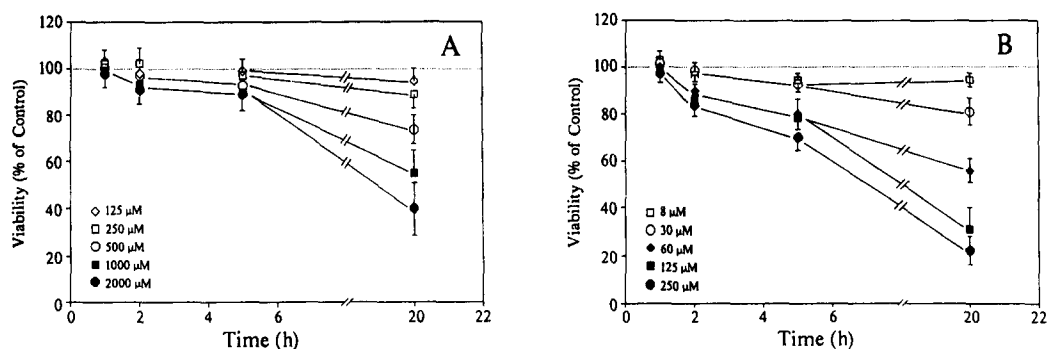 A
Viability (% of Control)
120
100
80
60
40
20
0
125 µM
250 µM
500 µM
1000 µM
2000 µM
0 2 4 6 20 22
Time (h)
B
Viability (% of Control)
120
100
80
60
40
20
0
8 µM
30 µM
60 µM
125 µM
250 µM
0 2 4 6 20 22
Time (h)